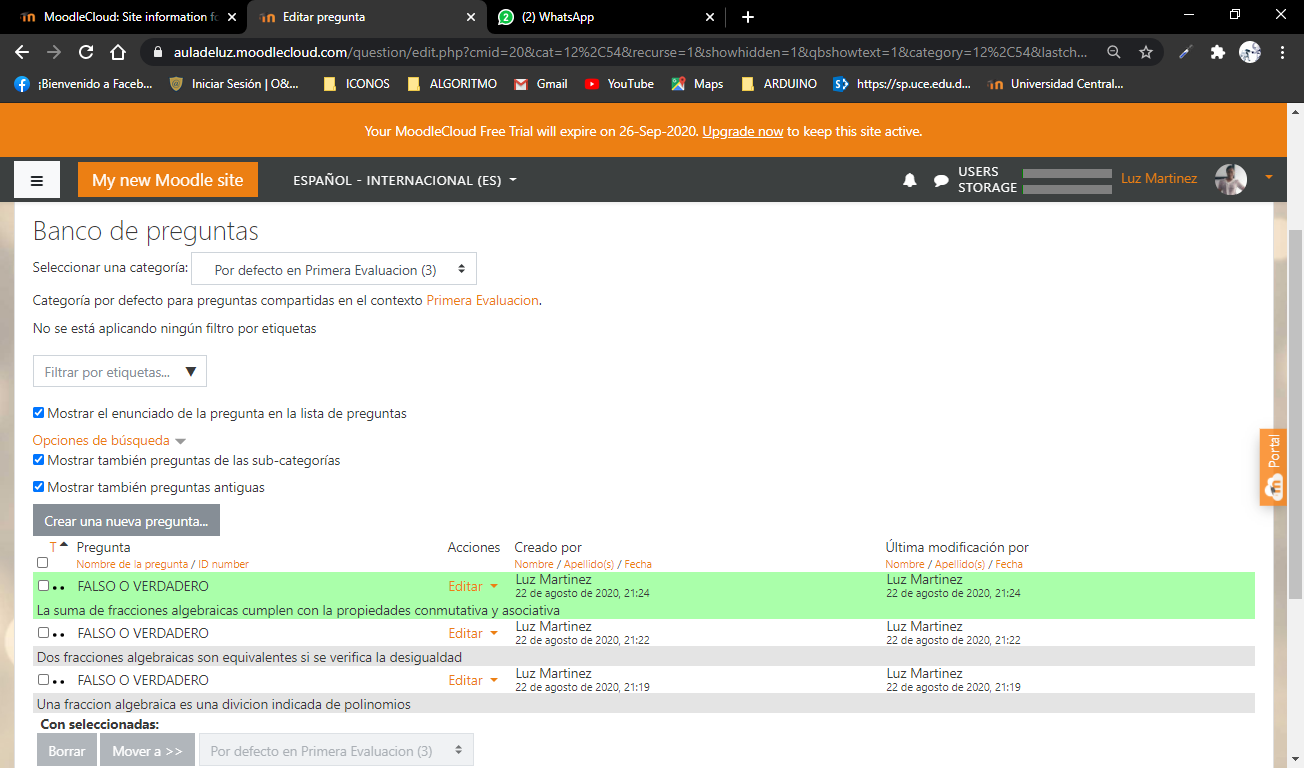 MoodleCloud: Site information fo
Editar pregunta
(2) WhatsApp
auladeluz.moodlecloud.com/question/edit.php?cmid=20&cat=12%2C54&recurse=1&showhidden=1&qbshowtext=1&category=12%2C54&lastch...
¡Bienvenido a Faceb...
Iniciar Sesión | O&...
ICONOS
ALGORITMO
Gmail
YouTube
Maps
ARDUINO
https://sp.uce.edu.d...
Universidad Central...
Your MoodleCloud Free Trial will expire on 26-Sep-2020. Upgrade now to keep this site active.
My new Moodle site
ESPAÑOL - INTERNACIONAL (ES)
USERS
STORAGE
Luz Martinez
Banco de preguntas
Seleccionar una categoría: Por defecto en Primera Evaluacion (3)
Categoría por defecto para preguntas compartidas en el contexto Primera Evaluacion.
No se está aplicando ningún filtro por etiquetas
Filtrar por etiquetas... ▼
Mostrar el enunciado de la pregunta en la lista de preguntas
Opciones de búsqueda
Mostrar también preguntas de las sub-categorías
Mostrar también preguntas antiguas
Portal
Crear una nueva pregunta...
T Pregunta Acciones Creado por Última modificación por
Nombre de la pregunta / ID number Nombre / Apellido(s) / Fecha Nombre / Apellido(s) / Fecha
FALSO O VERDADERO Editar Luz Martinez Luz Martinez
22 de agosto de 2020, 21:24 22 de agosto de 2020, 21:24
La suma de fracciones algebraicas cumplen con la propiedades conmutativa y asociativa
FALSO O VERDADERO Editar Luz Martinez Luz Martinez
22 de agosto de 2020, 21:22 22 de agosto de 2020, 21:22
Dos fracciones algebraicas son equivalentes si se verifica la desigualdad
FALSO O VERDADERO Editar Luz Martinez Luz Martinez
22 de agosto de 2020, 21:19 22 de agosto de 2020, 21:19
Una fraccion algebraica es una divicion indicada de polinomios
Con seleccionadas:
Borrar Mover a >> Por defecto en Primera Evaluacion (3)